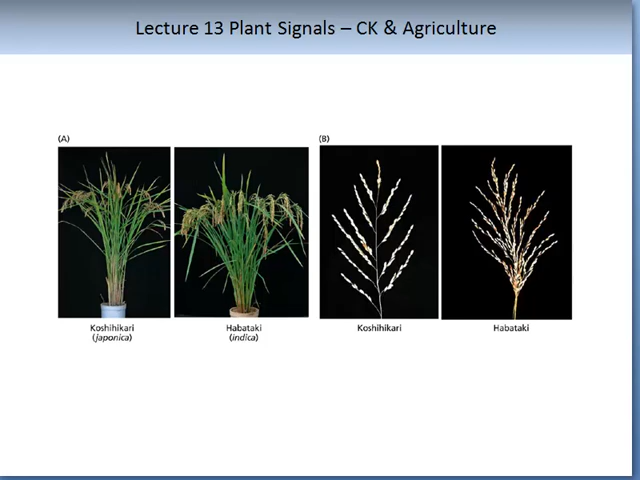 Lecture 13 Plant Signals – CK & Agriculture
(A)
(B)
Koshihikari
(japonica)
Habataki
(indica)
Koshihikari
Habataki